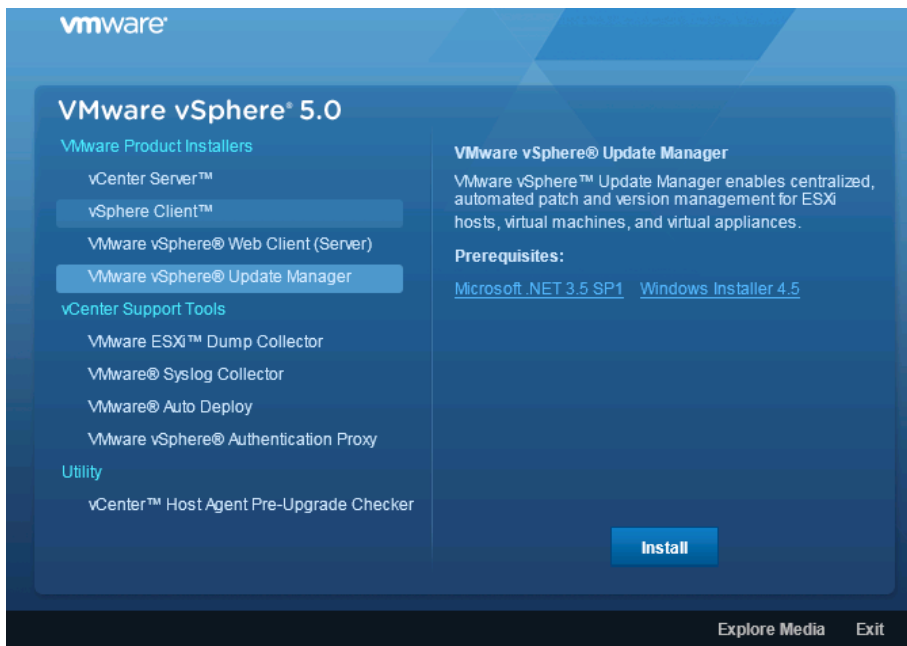 vmware®
VMware vSphere® 5.0
VMware Product Installers
vCenter Server™
vSphere Client™
VMware vSphere® Web Client (Server)
VMware vSphere® Update Manager
vCenter Support Tools
VMware ESXi™ Dump Collector
VMware® Syslog Collector
VMware® Auto Deploy
VMware vSphere® Authentication Proxy
Utility
vCenter™ Host Agent Pre-Upgrade Checker
VMware vSphere® Update Manager
VMware vSphere™ Update Manager enables centralized,
automated patch and version management for ESXi
hosts, virtual machines, and virtual appliances.
Prerequisites:
Microsoft .NET 3.5 SP1 Windows Installer 4.5
Install
Explore Media Exit